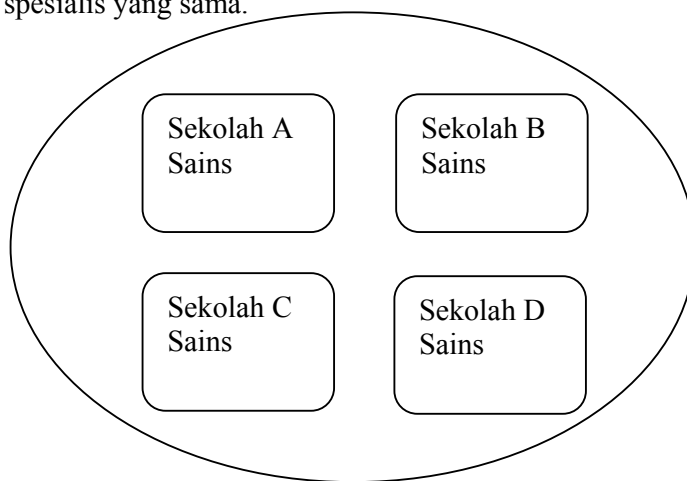 spesialis yang sama.
Sekolah A
Sains
Sekolah B
Sains
Sekolah C
Sains
Sekolah D
Sains